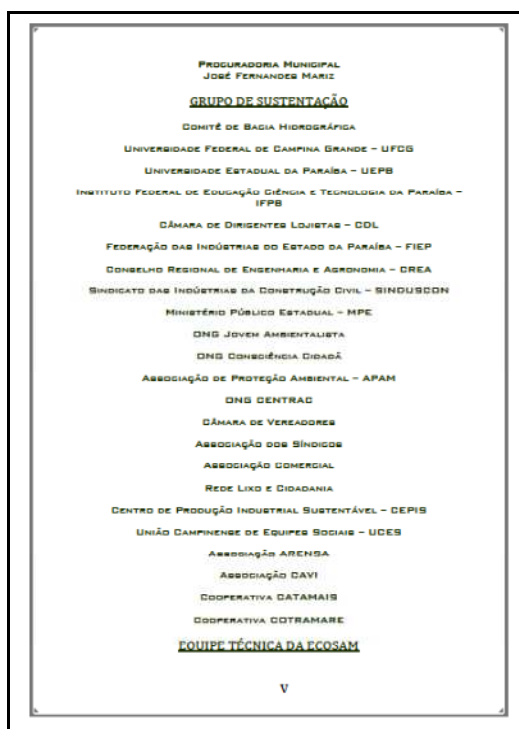 PROCURADORIA MUNICIPAL
JOSÉ FERNANDES MARIZ
GRUPO DE SUSTENTAÇÃO
COMITÊ DE BACIA HIDROGRÁFICA
UNIVERSIDADE FEDERAL DE CAMPINA GRANDE – UFCG
UNIVERSIDADE ESTADUAL DA PARAÍBA – UEPB
INSTITUTO FEDERAL DE EDUCAÇÃO CIÊNCIA E TECNOLOGIA DA PARAÍBA –
IFPB
CÂMARA DE DIRIGENTES LOJISTAS – CDL
FEDERAÇÃO DAS INDÚSTRIAS DO ESTADO DA PARAÍBA – FIEP
CONSELHO REGIONAL DE ENGENHARIA E AGRONOMIA – CREA
SINDICATO DAS INDÚSTRIAS DA CONSTRUÇÃO CIVIL – SINDUSCON
MINISTÉRIO PÚBLICO ESTADUAL – MPE
ONG JOVEM AMBIENTALISTA
ONG CONSCIÊNCIA CIDADÃ
ASSOCIAÇÃO DE PROTEÇÃO AMBIENTAL – APAM
ONG CENTRAC
CÂMARA DE VEREADORES
ASSOCIAÇÃO DOS SÍNDICOS
ASSOCIAÇÃO COMERCIAL
REDE LIXO E CIDADANIA
CENTRO DE PRODUÇÃO INDUSTRIAL SUSTENTÁVEL – CEPIS
UNIÃO CAMPINENSE DE EQUIPES SOCIAIS – UCES
ASSOCIAÇÃO ARENSA
ASSOCIAÇÃO CAVI
COOPERATIVA CATAMAIS
COOPERATIVA COTRAMARE
EQUIPE TÉCNICA DA ECOSAM
V